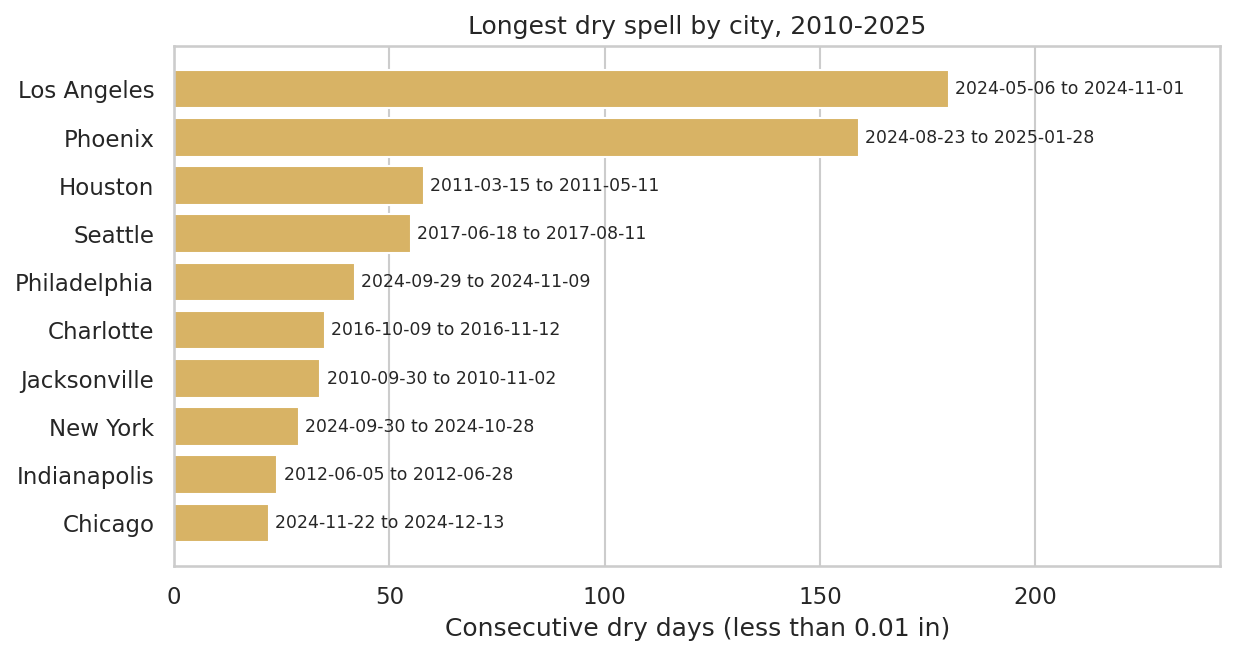 Longest dry spell by city, 2010-2025
Los Angeles 2024-05-06 to 2024-11-01
Phoenix 2024-08-23 to 2025-01-28
Houston 2011-03-15 to 2011-05-11
Seattle 2017-06-18 to 2017-08-11
Philadelphia 2024-09-29 to 2024-11-09
Charlotte 2016-10-09 to 2016-11-12
Jacksonville 2010-09-30 to 2010-11-02
New York 2024-09-30 to 2024-10-28
Indianapolis 2012-06-05 to 2012-06-28
Chicago 2024-11-22 to 2024-12-13
0 50 100 150 200
Consecutive dry days (less than 0.01 in)